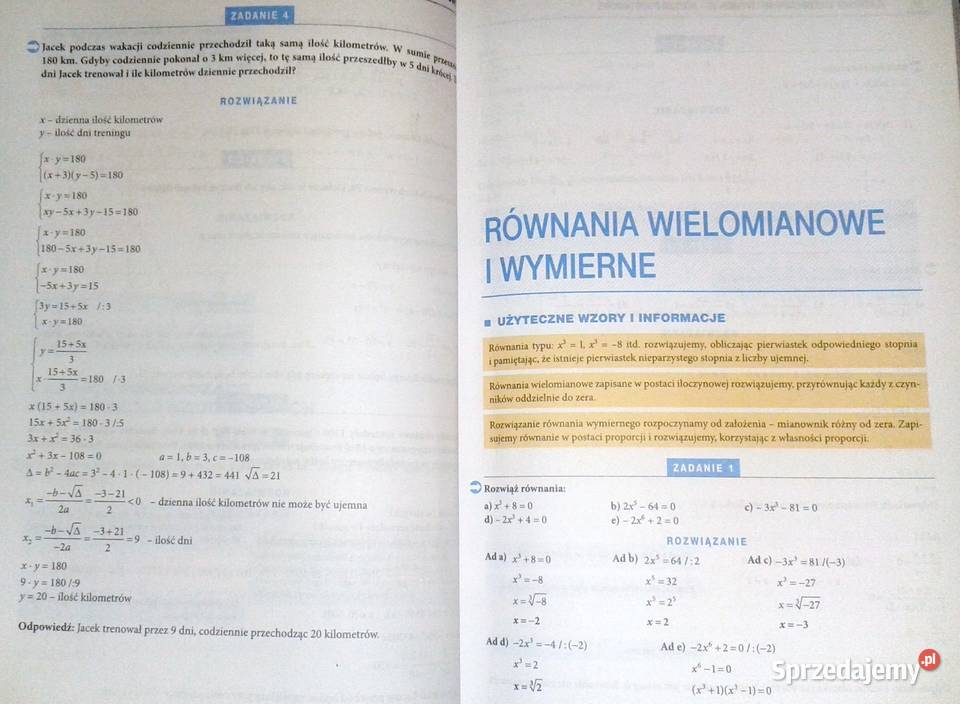 ZADANIE 4
Jacek podczas wakacji codziennie przechodził taką samą ilość kilometrów. W sumie
180 km. Gdyby codziennie pokonał o 3 km więcej, to tę samą ilość przeszedłby w 5 dni krócej.
dni Jacek trenował i ile kilometrów dziennie przechodził?
ROZWIĄZANIE
x – dzienna ilość kilometrów
y – ilość dni treningu
x · y = 180
(x + 3)(y – 5) = 180
x · y = 180
xy – 5x + 3y – 15 = 180
x · y = 180
180 – 5x + 3y – 15 = 180
x · y = 180
–5x + 3y = 15
3y = 15 + 5x /:3
x · y = 180
y = (15 + 5x)/3
x · (15 + 5x)/3 = 180 /·3
x (15 + 5x) = 180 · 3
15x + 5x² = 180 · 3 /:5
3x + x² = 36 · 3
x² + 3x – 108 = 0 a = 1, b = 3, c = –108
Δ = b² – 4ac = 3² – 4 · 1 · (– 108) = 9 + 432 = 441 √Δ = 21
x₁ = (–b – √Δ)/2a = (–3 – 21)/2 < 0 – dzienna ilość kilometrów nie może być ujemna
x₂ = (–b – √Δ)/–2a = (–3 + 21)/2 = 9 – ilość dni
x · y = 180
9 · y = 180 /:9
y = 20 – ilość kilometrów
Odpowiedź: Jacek trenował przez 9 dni, codziennie przechodząc 20 kilometrów.
RÓWNANIA WIELOMIANOWE
I WYMIERNE
UŻYTECZNE WZORY I INFORMACJE
Równania typu: x³ = 1, x³ = –8 itd. rozwiązujemy, obliczając pierwiastek odpowiedniego stopnia
i pamiętając, że istnieje pierwiastek nieparzystego stopnia z liczby ujemnej.
Równania wielomianowe zapisane w postaci iloczynowej rozwiązujemy, przyrównując każdy z czyn-
ników oddzielnie do zera.
Rozwiązanie równania wymiernego rozpoczynamy od założenia – mianownik różny od zera. Zapi-
sujemy równanie w postaci proporcji i rozwiązujemy, korzystając z własności proporcji.
ZADANIE 1
Rozwiąż równania:
a) x³ + 8 = 0 b) 2x⁵ – 64 = 0 c) – 3x³ – 81 = 0
d) – 2x³ + 4 = 0 e) – 2x⁶ + 2 = 0
ROZWIĄZANIE
Ad a) x³ + 8 = 0 Ad b) 2x⁵ = 64 /: 2 Ad c) –3x³ = 81 /(–3)
x³ = –8 x⁵ = 32 x³ = –27
x = ∛–8 x⁵ = 2⁵ x = ∛–27
x = –2 x = 2 x = –3
Ad d) –2x³ = –4 /: (–2) Ad e) –2x⁶ + 2 = 0 /: (–2)
x³ = 2 x⁶ – 1 = 0
x = ∛2 (x³ + 1)(x³ – 1) = 0
Sprzedajemy.pl